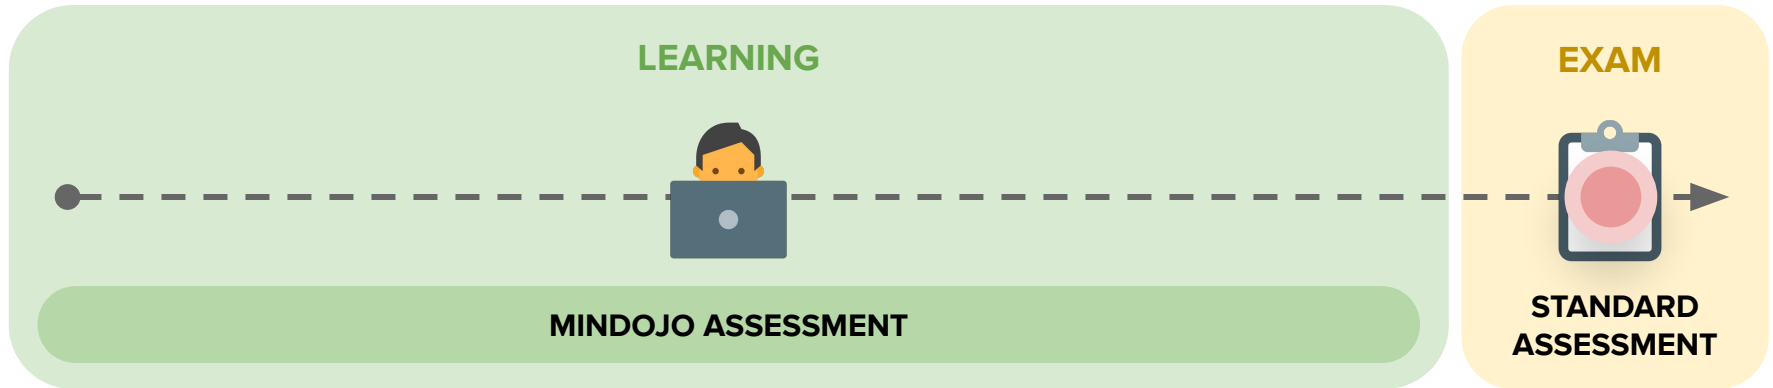 LEARNING
EXAM
MINDOJO ASSESSMENT
STANDARD
ASSESSMENT